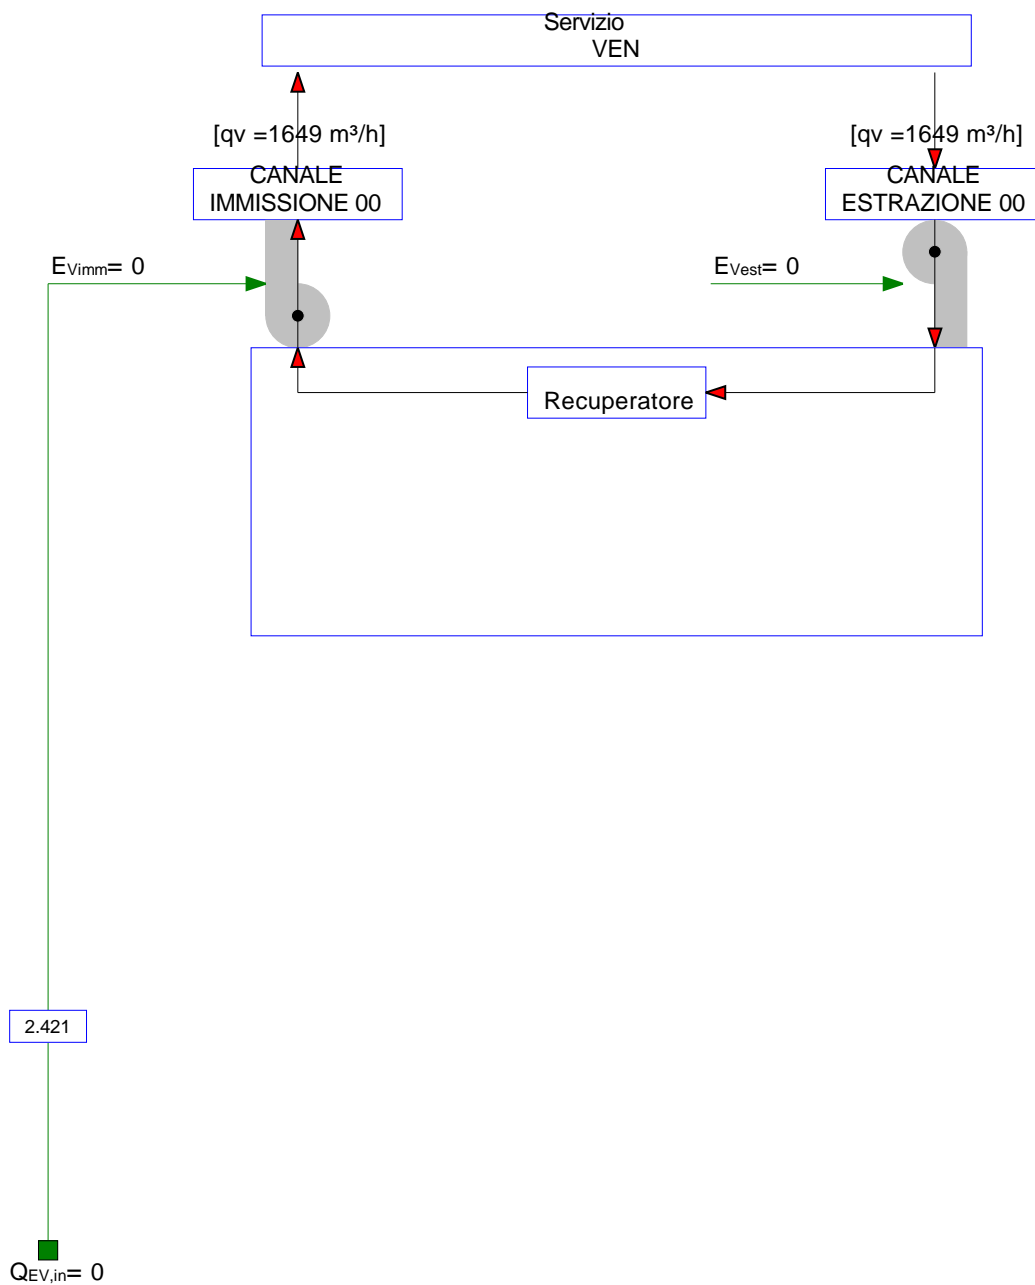 Servizio
VEN
[qv =1649 m³/h]
[qv =1649 m³/h]
CANALE
IMMISSIONE 00
CANALE
ESTRAZIONE 00
EVimm= 0
EVest= 0
Recuperatore
2.421
QEV,in= 0